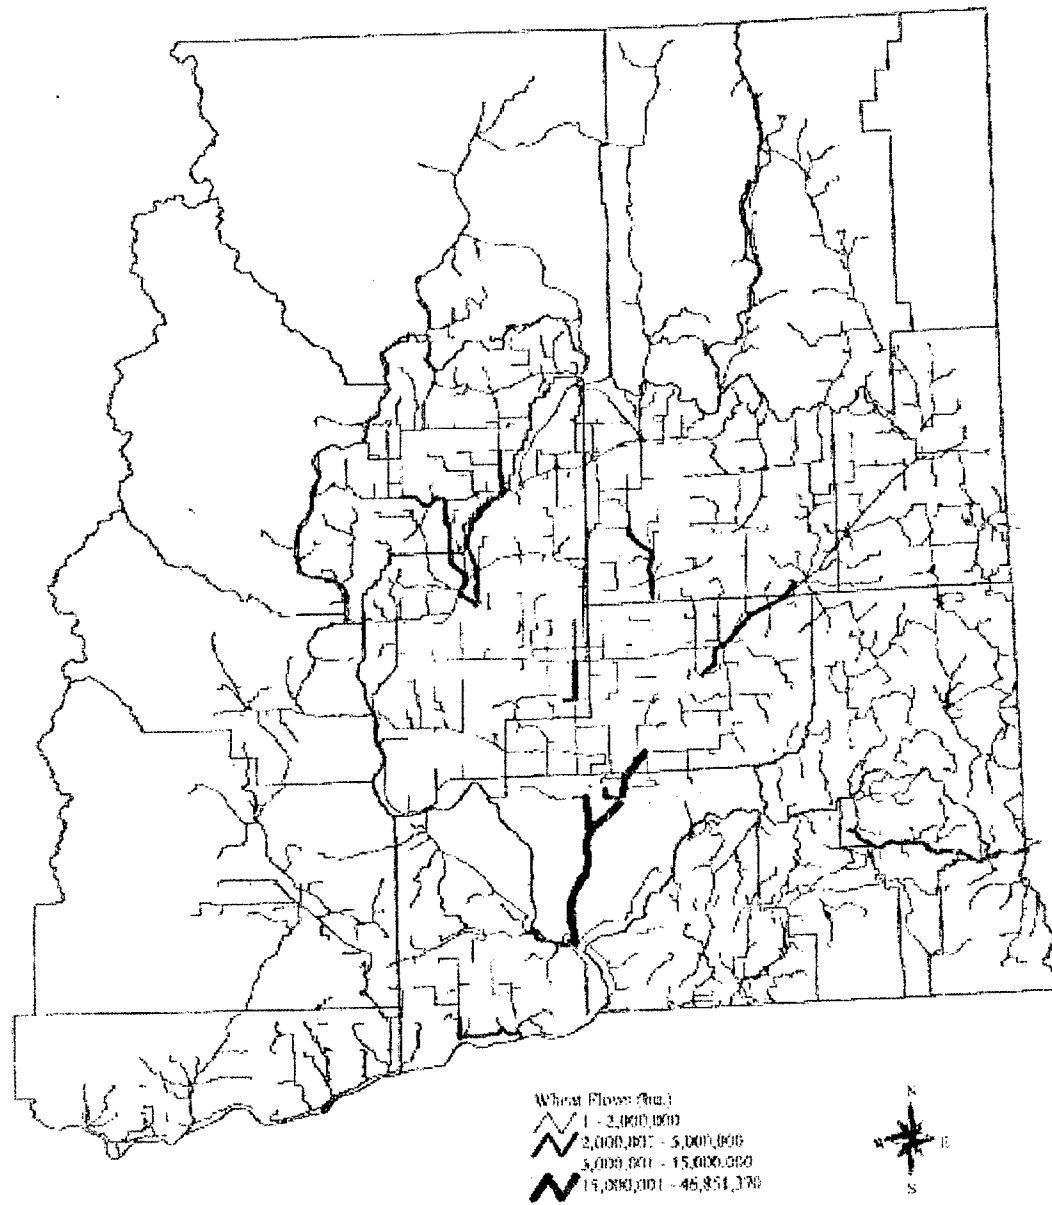 Wheat Flows (bu.)
1 - 2,000,000
2,000,001 - 5,000,000
5,000,001 - 15,000,000
15,000,001 - 46,851,370
N
W E
S